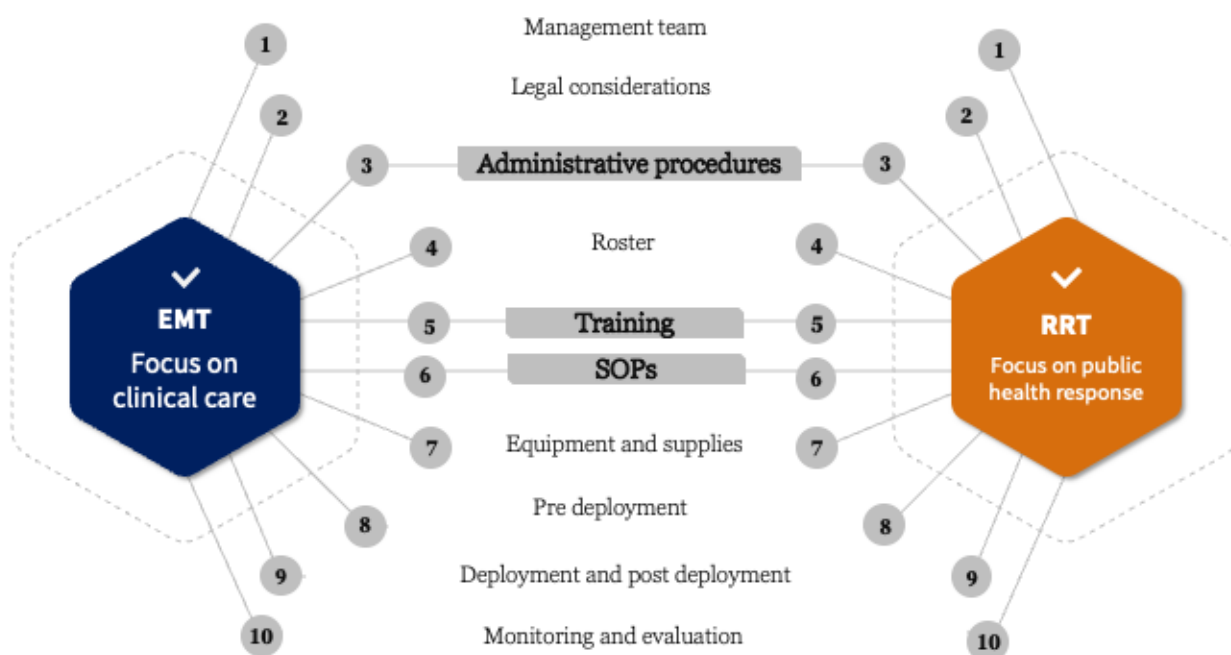 1 Management team 1
2 Legal considerations 2
3 Administrative procedures 3
4 Roster 4
EMT
Focus on
clinical care
5 Training 5
6 SOPs 6
RRT
Focus on public
health response
7 Equipment and supplies 7
8 Pre deployment 8
9 Deployment and post deployment 9
10 Monitoring and evaluation 10